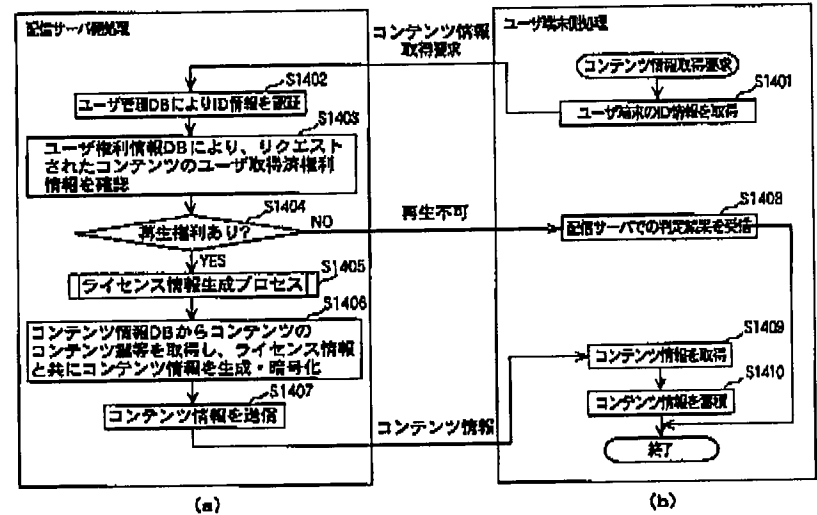 配信サーバ側処理
S1402
ユーザ管理DBによりID情報を認証
S1403
ユーザ権利情報DBにより、リクエスト
されたコンテンツのユーザ取得済権利
情報を確認
S1404
再生権利あり?
NO
YES
S1405
ライセンス情報生成プロセス
S1406
コンテンツ情報DBからコンテンツの
コンテンツ鍵等を取得し、ライセンス情報
と共にコンテンツ情報を生成・暗号化
S1407
コンテンツ情報を送信
(a)
コンテンツ情報
取得要求
再生不可
コンテンツ情報
ユーザ端末側処理
コンテンツ情報取得要求
S1401
ユーザ端末のID情報を取得
S1408
配信サーバでの判定結果を受信
S1409
コンテンツ情報を取得
S1410
コンテンツ情報を蓄積
終了
(b)